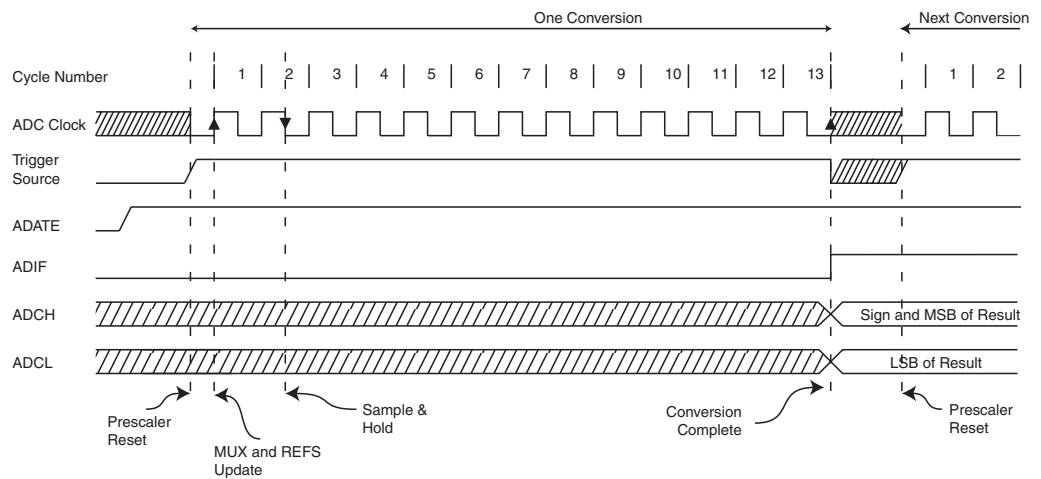 One Conversion
Next Conversion
Cycle Number
1 2 3 4 5 6 7 8 9 10 11 12 13 1 2
ADC Clock
Trigger
Source
ADATE
ADIF
ADCH
Sign and MSB of Result
ADCL
LSB of Result
Prescaler
Reset
MUX and REFS
Update
Sample &
Hold
Conversion
Complete
Prescaler
Reset